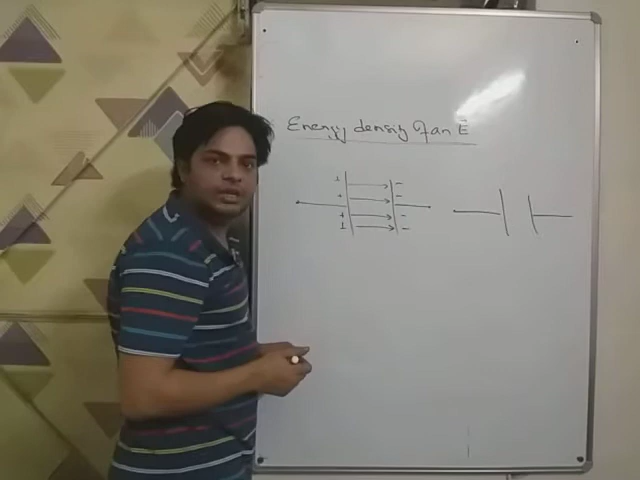 Energy density of an E⃗
+ −
+ −
+ −
+ −